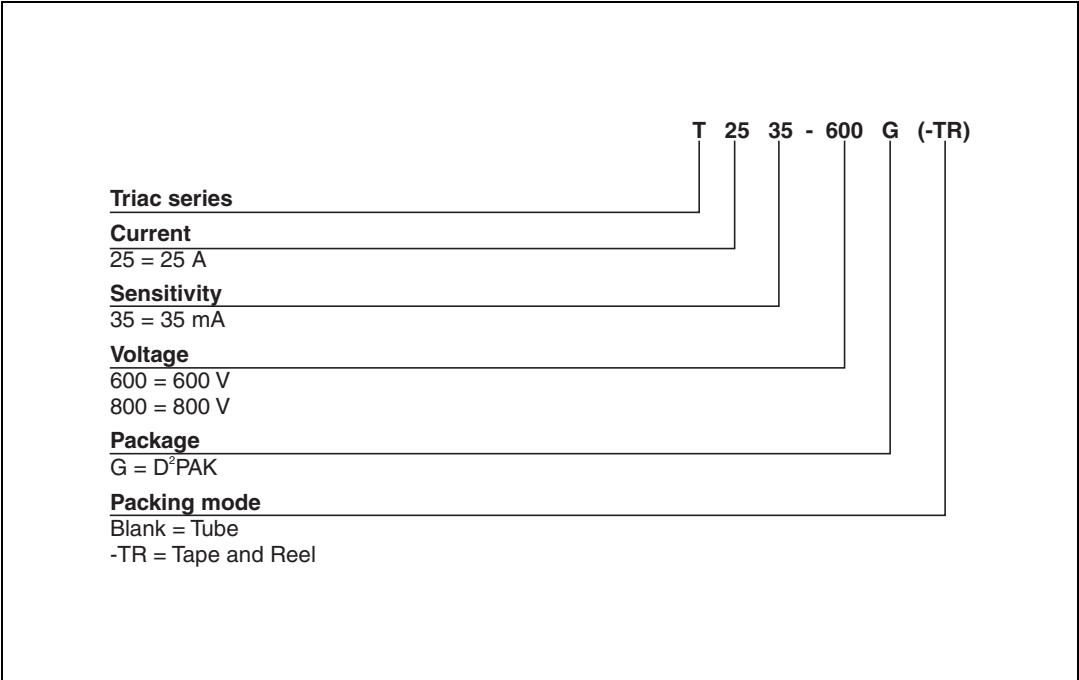 T 25 35 - 600 G (-TR)
Triac series
Current
25 = 25 A
Sensitivity
35 = 35 mA
Voltage
600 = 600 V
800 = 800 V
Package
G = D²PAK
Packing mode
Blank = Tube
-TR = Tape and Reel